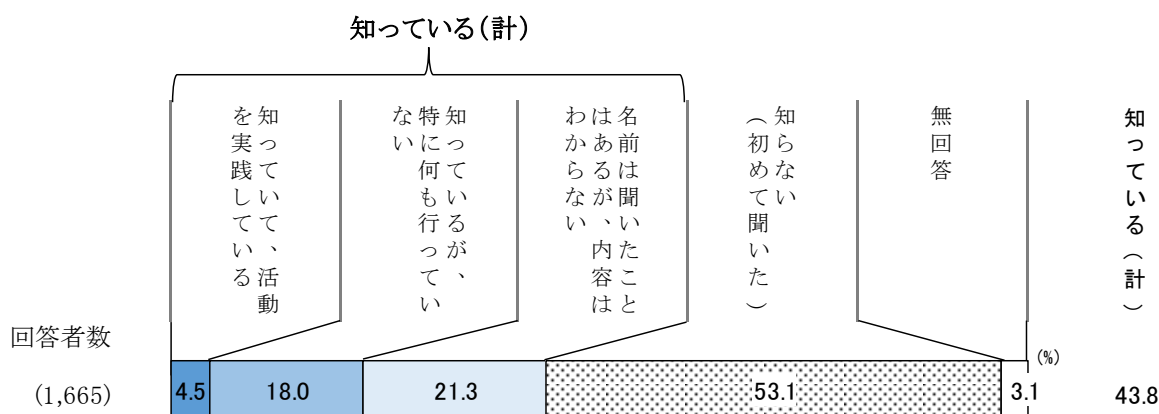 知っている(計)
知っていて、活動
を実践している
知っているが、
特に何も行ってい
ない
名前は聞いたこと
はあるが、内容は
わからない
知らない
(初めて聞いた)
無回答
知っている(計)
回答者数
(%)
(1,665)
4.5
18.0
21.3
53.1
3.1
43.8